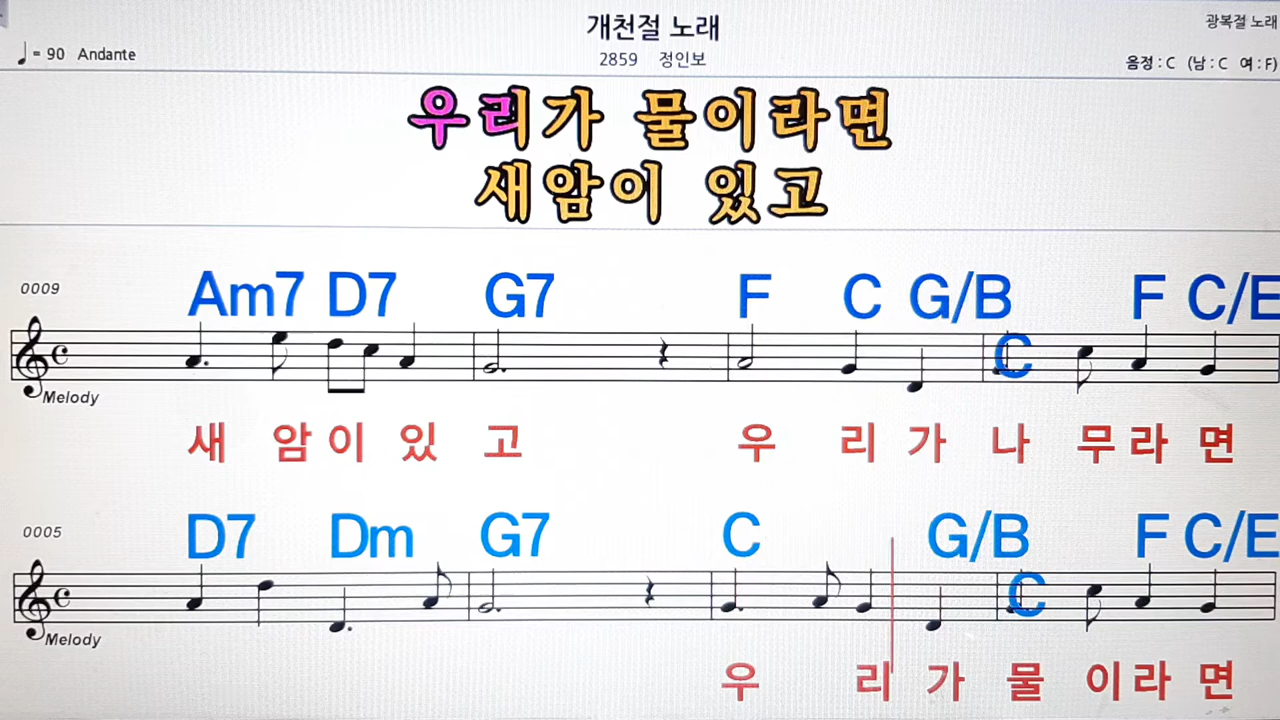 개천절 노래
광복절 노래
♩= 90 Andante
2859 정인보
음정 : C (남 : C 여 : F)
우리가 물이라면
새암이 있고
Am7 D7 G7 F C G/B C F C/E
0009
Melody
새 암 이 있 고 우 리 가 나 무 라 면
D7 Dm G7 C G/B C F C/E
0005
Melody
우 리 가 물 이 라 면